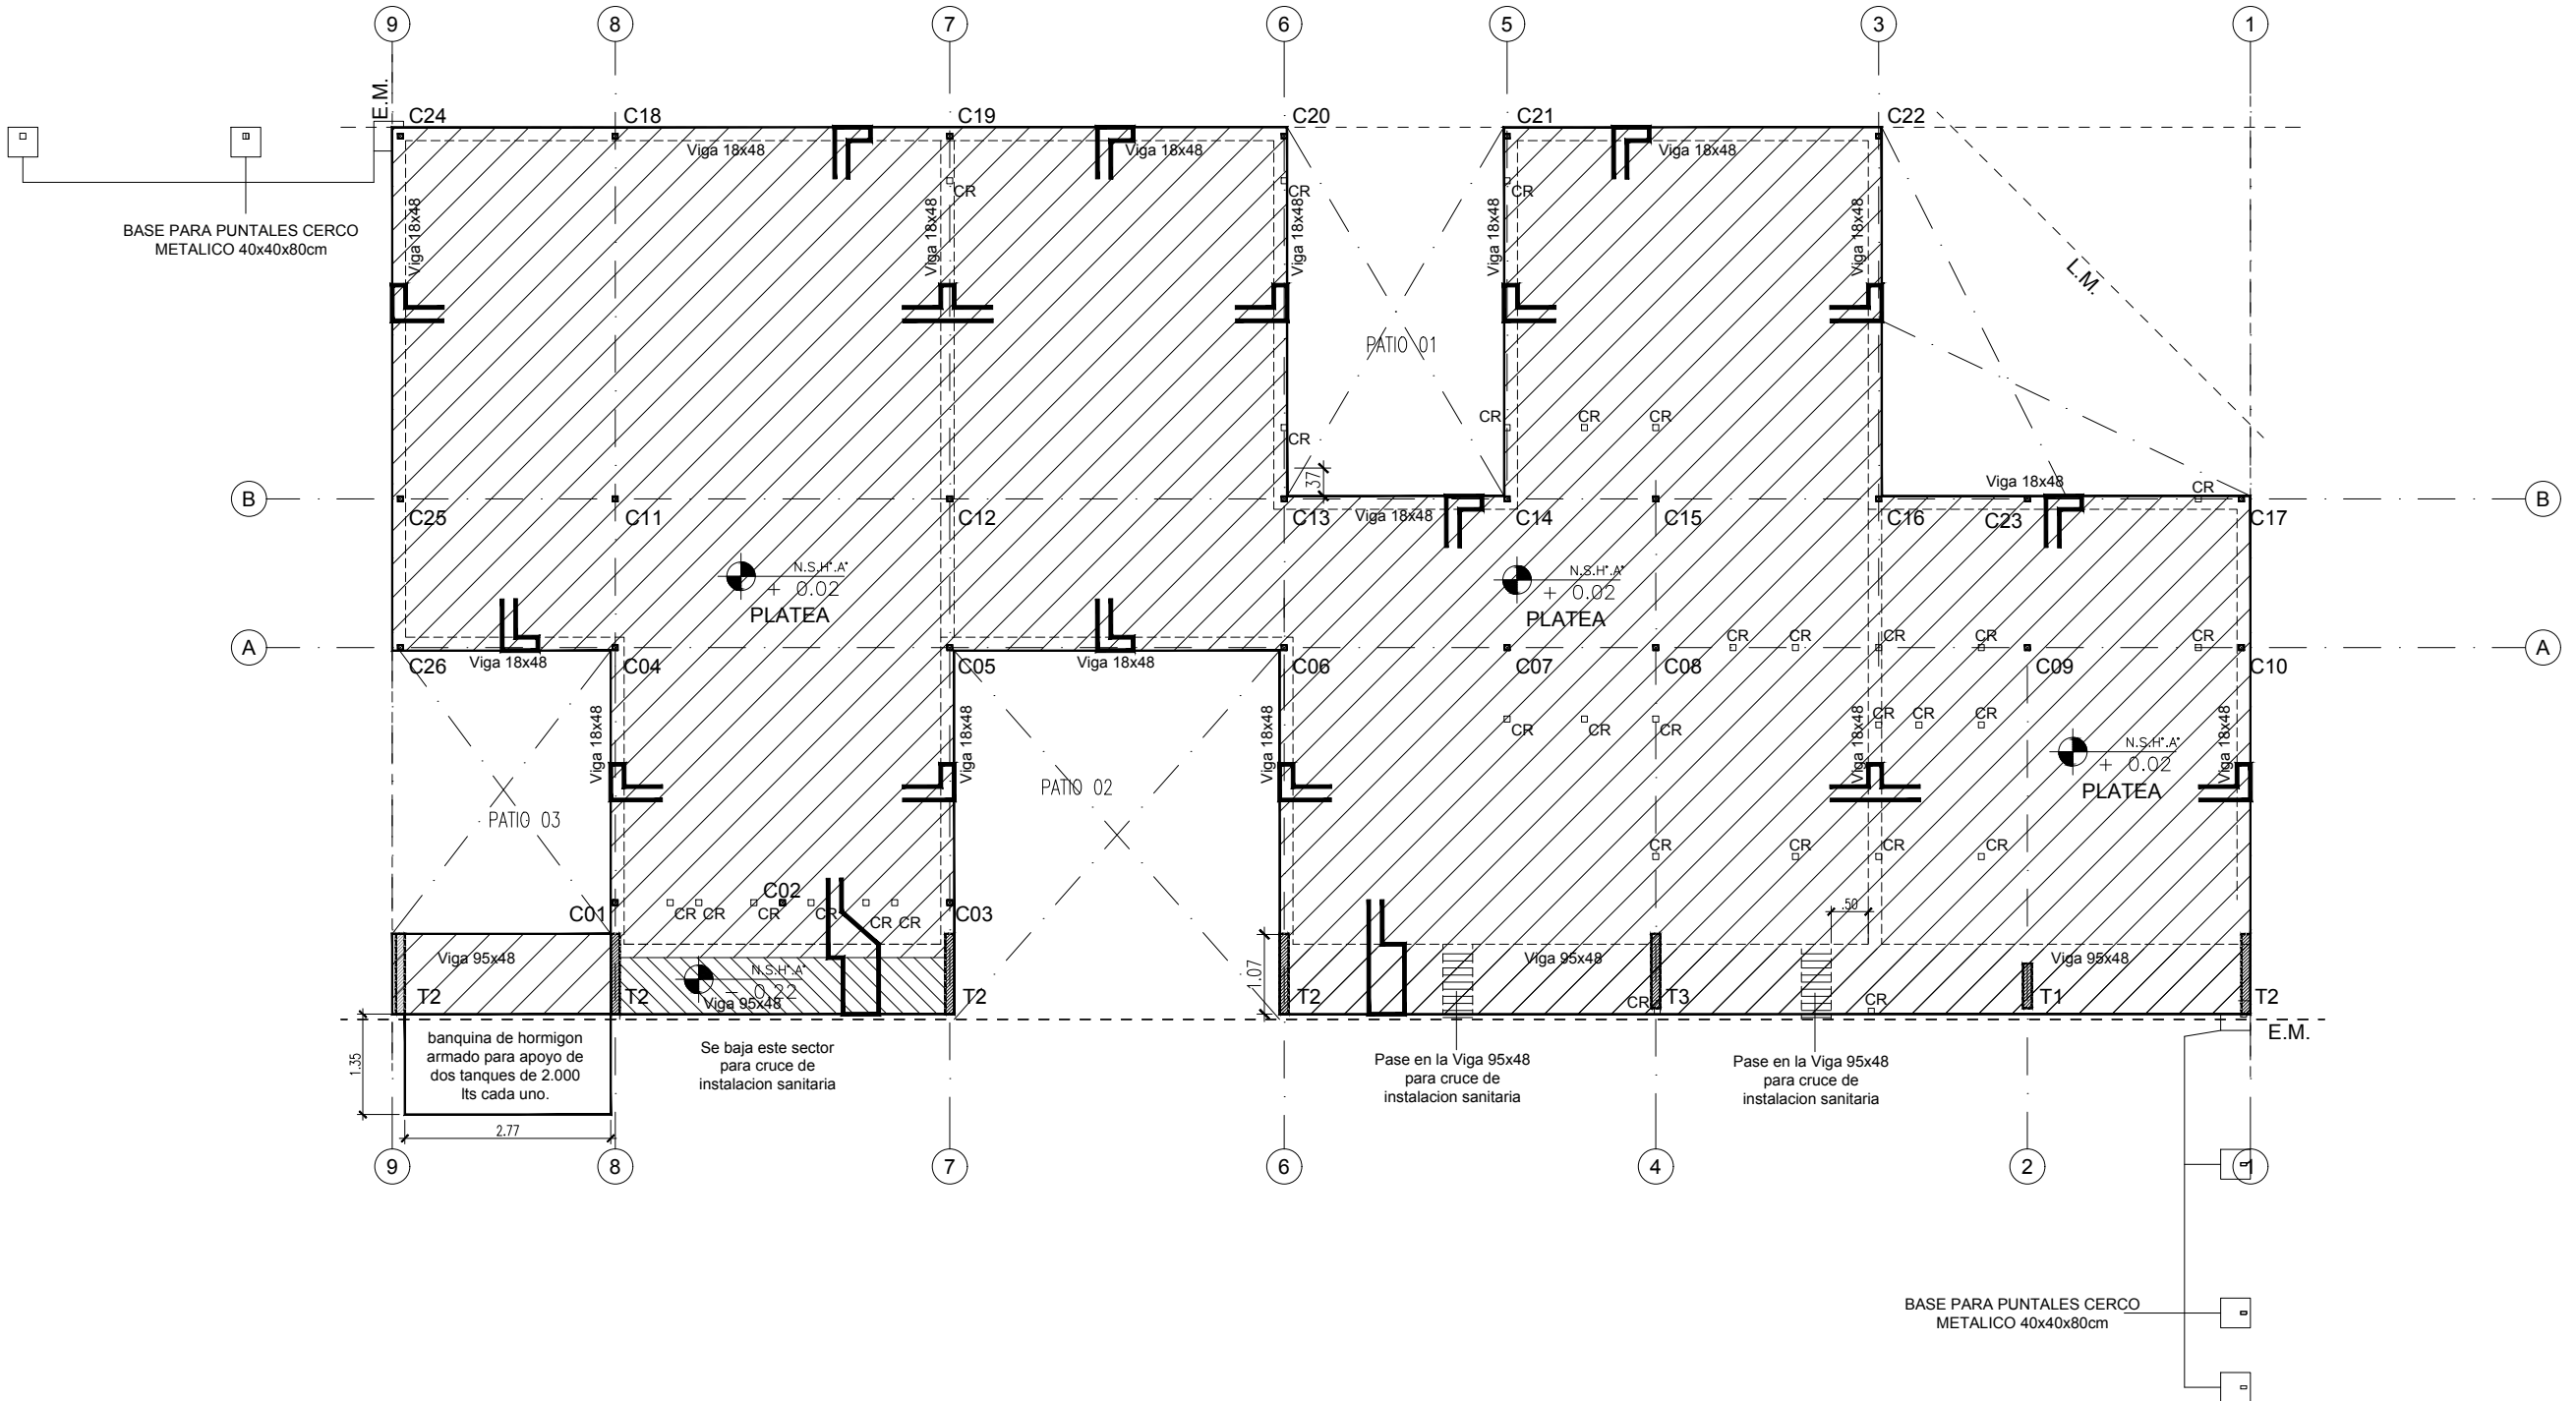 9
8
7
6
5
3
1
E.M.
C24
C18
C19
C20
C21
C22
Viga 18x48
Viga 18x48
Viga 18x48
CR
CR
CR
Viga 18x48
Viga 18x48
Viga 18x48
Viga 18x48
Viga 18x48
BASE PARA PUNTALES CERCO
METALICO 40x40x80cm
L.M.
PATIO 01
CR
CR
CR
CR
.37
Viga 18x48
CR
B
B
C25
C11
C12
C13
Viga 18x48
C14
C15
C16
C23
C17
N.S.H°.A°
+ 0.02
PLATEA
N.S.H°.A°
+ 0.02
PLATEA
A
A
CR
CR
CR
CR
CR
C26
Viga 18x48
C04
C05
Viga 18x48
C06
C07
C08
C09
C10
Viga 18x48
Viga 18x48
Viga 18x48
Viga 18x48
Viga 18x48
CR
CR
CR
CR
CR
CR
N.S.H°.A°
+ 0.02
PLATEA
PATIO 02
PATIO 03
CR
CR
CR
CR
C01
CR
CR
CR
C02
CR
CR
CR
C03
.50
Viga 95x48
N.S.H°.A°
- 0.22
Viga 95x48
1.07
Viga 95x48
Viga 95x48
T2
T2
T2
T2
CR
T3
CR
T1
T2
E.M.
1.35
banquina de hormigon
armado para apoyo de
dos tanques de 2.000
lts cada uno.
Se baja este sector
para cruce de
instalacion sanitaria
Pase en la Viga 95x48
para cruce de
instalacion sanitaria
Pase en la Viga 95x48
para cruce de
instalacion sanitaria
2.77
9
8
7
6
4
2
1
BASE PARA PUNTALES CERCO
METALICO 40x40x80cm